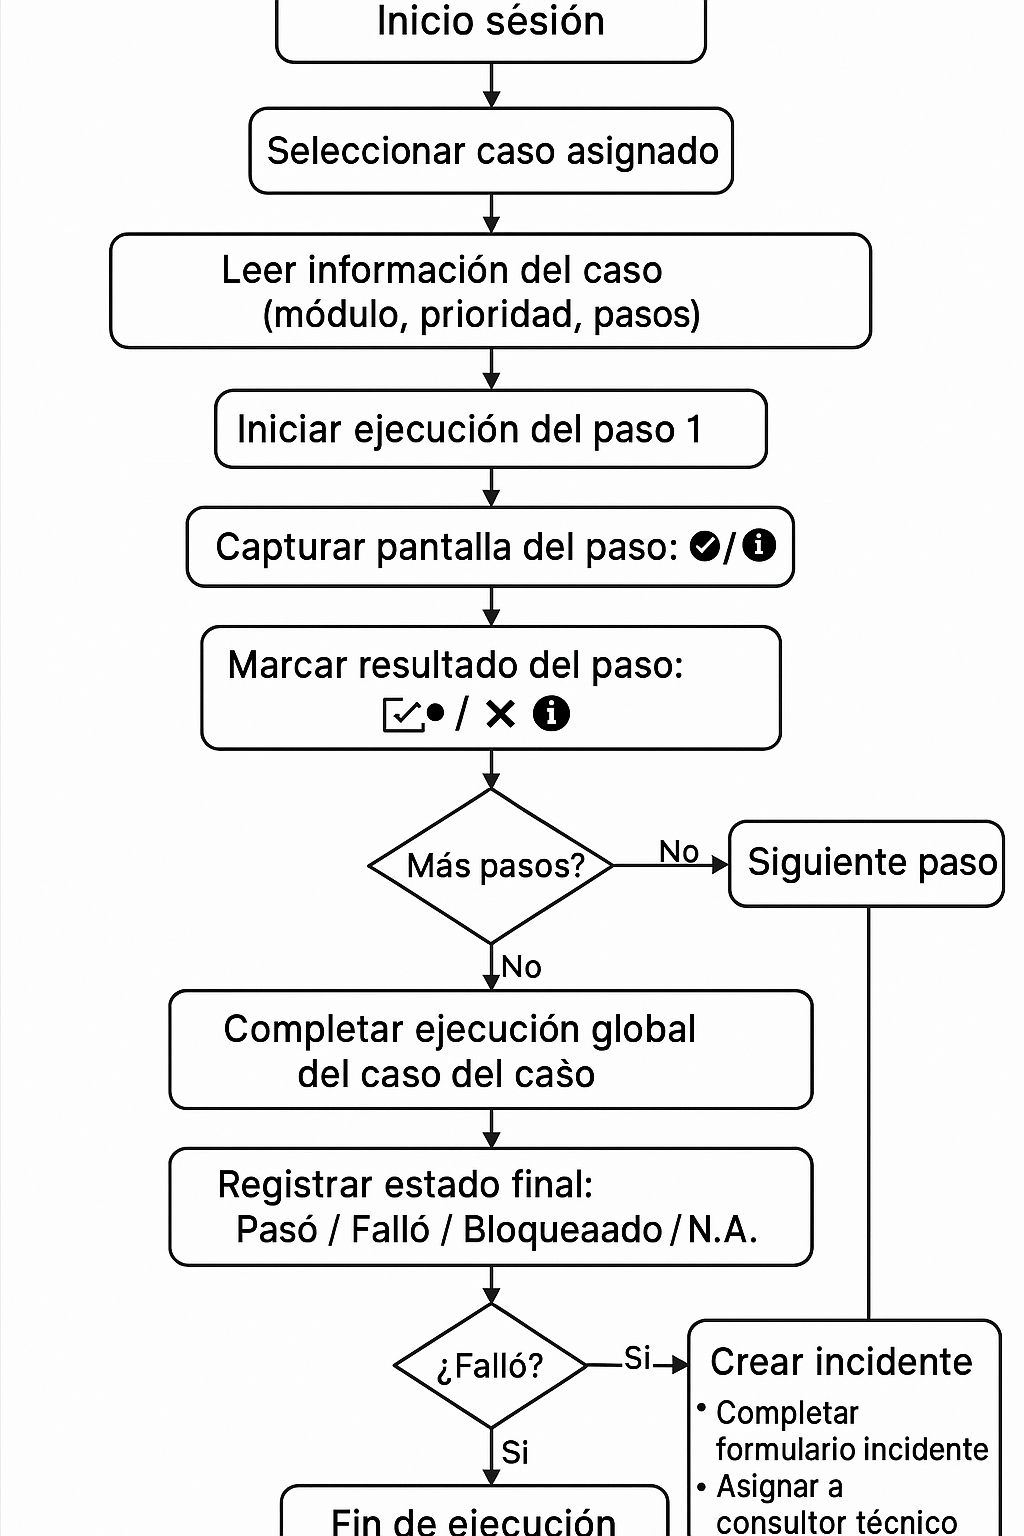 Inicio sésión
Seleccionar caso asignado
Leer información del caso
(módulo, prioridad, pasos)
Iniciar ejecución del paso 1
Capturar pantalla del paso: /
Marcar resultado del paso:
/
Más pasos?
No
Siguiente paso
No
Completar ejecución global
del caso del cas̀o
Registrar estado final:
Pasó / Falló / Bloqueaado / N.A.
¿Falló?
Si
Crear incidente
• Completar
formulario incidente
• Asignar a
consultor técnico
Si
Fin de ejecución